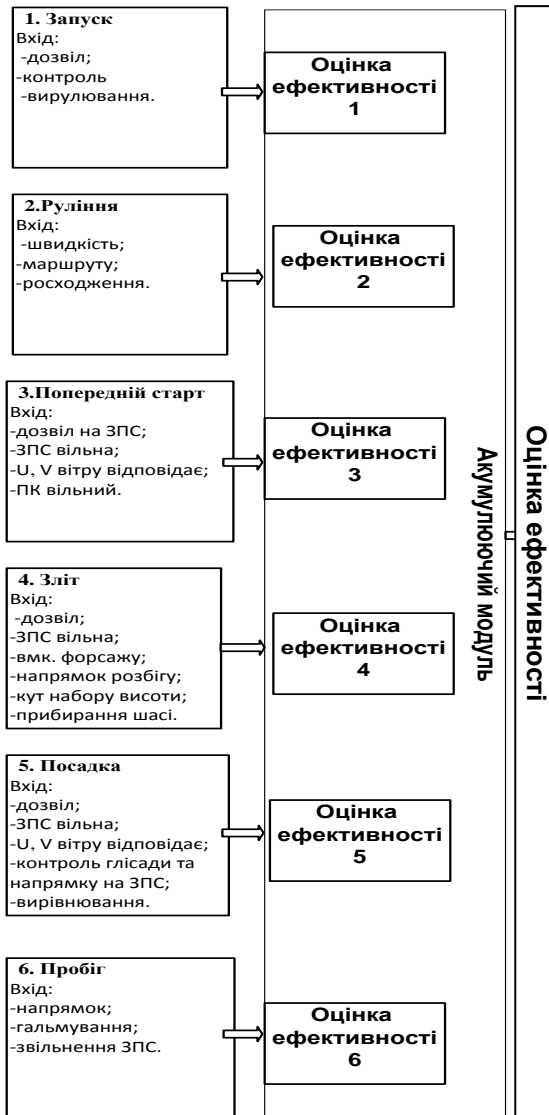 1. Запуск
Вхід:
-дозвіл;
-контроль
-вирулювання.
Оцінка
ефективності
1
2.Руління
Вхід:
-швидкість;
-маршруту;
-росходження.
Оцінка
ефективності
2
3.Попередній старт
Вхід:
-дозвіл на ЗПС;
-ЗПС вільна;
-U, V вітру відповідає;
-ПК вільний.
Оцінка
ефективності
3
4. Зліт
Вхід:
-дозвіл;
-ЗПС вільна;
-вмк. форсажу;
-напрямок розбігу;
-кут набору висоти;
-прибирання шасі.
Оцінка
ефективності
4
5. Посадка
Вхід:
-дозвіл;
-ЗПС вільна;
-U, V вітру відповідає;
-контроль глісади та
напрямку на ЗПС;
-вирівнювання.
Оцінка
ефективності
5
6. Пробіг
Вхід:
-напрямок;
-гальмування;
-звільнення ЗПС.
Оцінка
ефективності
6
Акумулюючий модуль
Оцінка ефективності